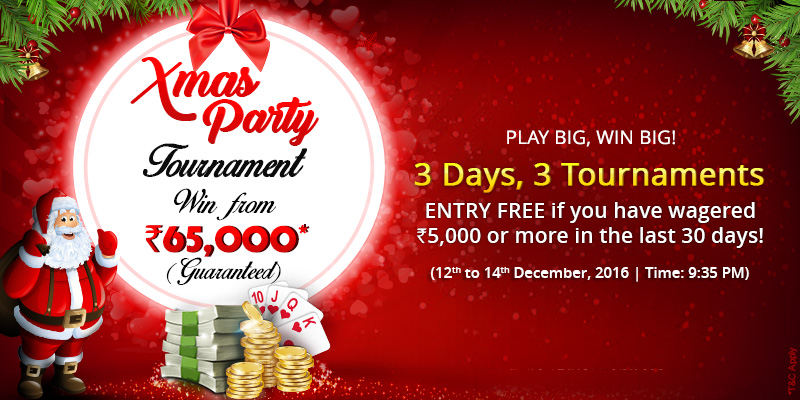 Xmas
Party
Tournament
Win from
₹65,000*
(Guaranteed)
10 J Q K
PLAY BIG, WIN BIG!
3 Days, 3 Tournaments
ENTRY FREE if you have wagered
₹5,000 or more in the last 30 days!
(12th to 14th December, 2016 | Time: 9:35 PM)
*T&C Apply